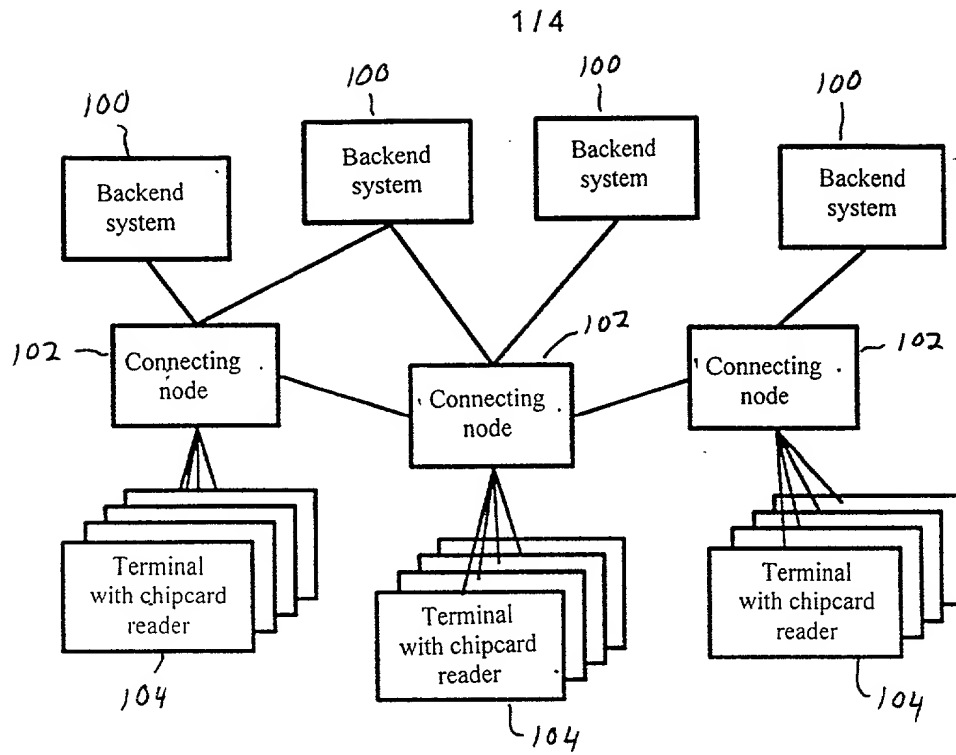 1/4
100
100
100
100
Backend
system
Backend
system
Backend
system
Backend
system
102
Connecting
node
102
Connecting
node
102
Connecting
node
Terminal
with chipcard
reader
104
Terminal
with chipcard
reader
104
Terminal
with chipcard
reader
104